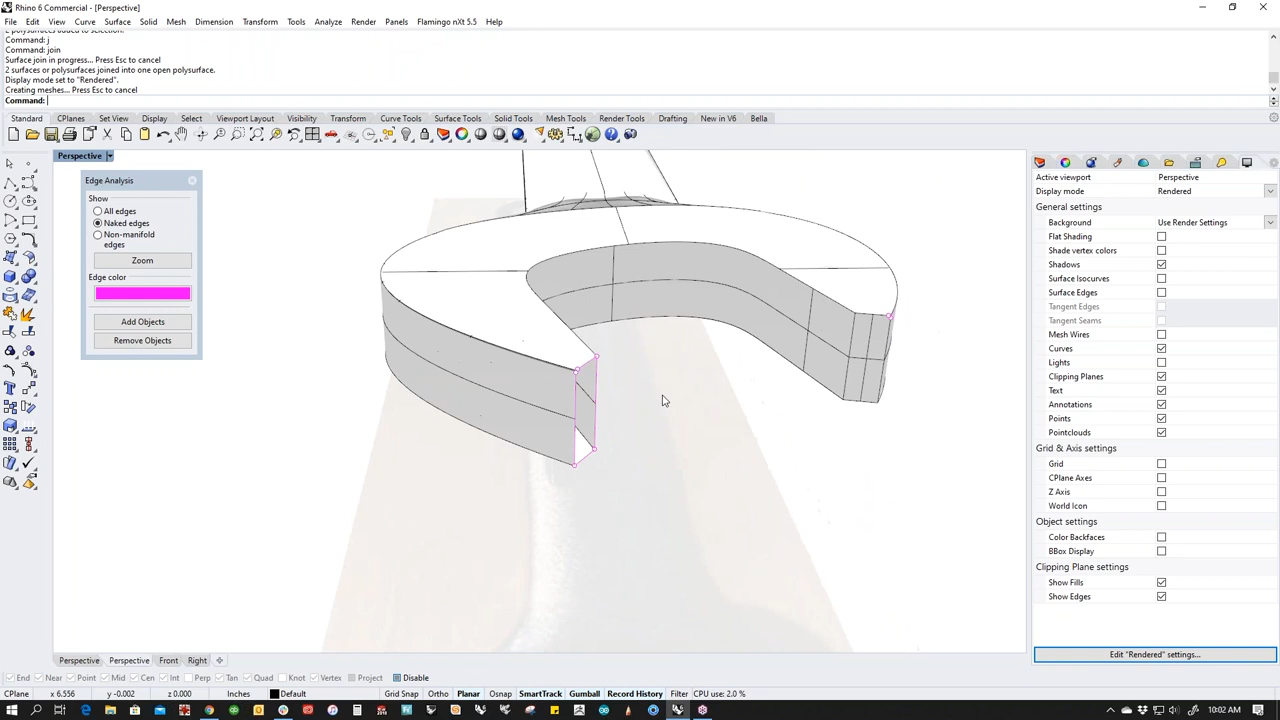 Rhino 6 Commercial - [Perspective]
File Edit View Curve Surface Solid Mesh Dimension Transform Tools Analyze Render Panels Flamingo nXt 5.5 Help
2 polysurfaces added to selection.
Command: j
Command: join
Surface join in progress... Press Esc to cancel
2 surfaces or polysurfaces joined into one open polysurface.
Display mode set to "Rendered".
Creating meshes... Press Esc to cancel
Command:
Standard CPlanes Set View Display Select Viewport Layout Visibility Transform Curve Tools Surface Tools Solid Tools Mesh Tools Render Tools Drafting New in V6 Bella
Perspective
Edge Analysis
Show
All edges
Naked edges
Non-manifold
edges
Zoom
Edge color
Add Objects
Remove Objects
Active viewport Perspective
Display mode Rendered
General settings
Background Use Render Settings
Flat Shading
Shade vertex colors
Shadows
Surface Isocurves
Surface Edges
Tangent Edges
Tangent Seams
Mesh Wires
Curves
Lights
Clipping Planes
Text
Annotations
Points
Pointclouds
Grid & Axis settings
Grid
CPlane Axes
Z Axis
World Icon
Object settings
Color Backfaces
BBox Display
Clipping Plane settings
Show Fills
Show Edges
Edit "Rendered" settings...
Perspective Perspective Front Right
End Near Point Mid Cen Int Perp Tan Quad Knot Vertex Project Disable
CPlane x 6.556 y -0.002 z 0.000 Inches Default Grid Snap Ortho Planar Osnap SmartTrack Gumball Record History Filter CPU use: 2.0 %
10:02 AM